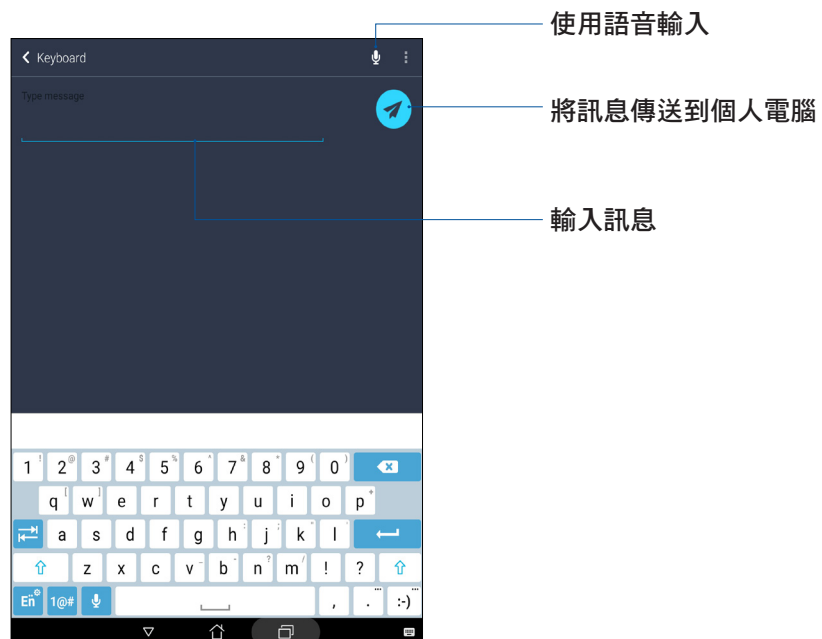 使用語音輸入
Keyboard
Type message
將訊息傳送到個人電腦
輸入訊息
1 ! 2 @ 3 # 4 $ 5 % 6 ^ 7 & 8 * 9 ( 0 )
q [ w ] e r t y u i o p +
a s d f g h : j ; k " l '
z x c v - b - n ? m / ! ?
En 1@# , . ... :-) ...